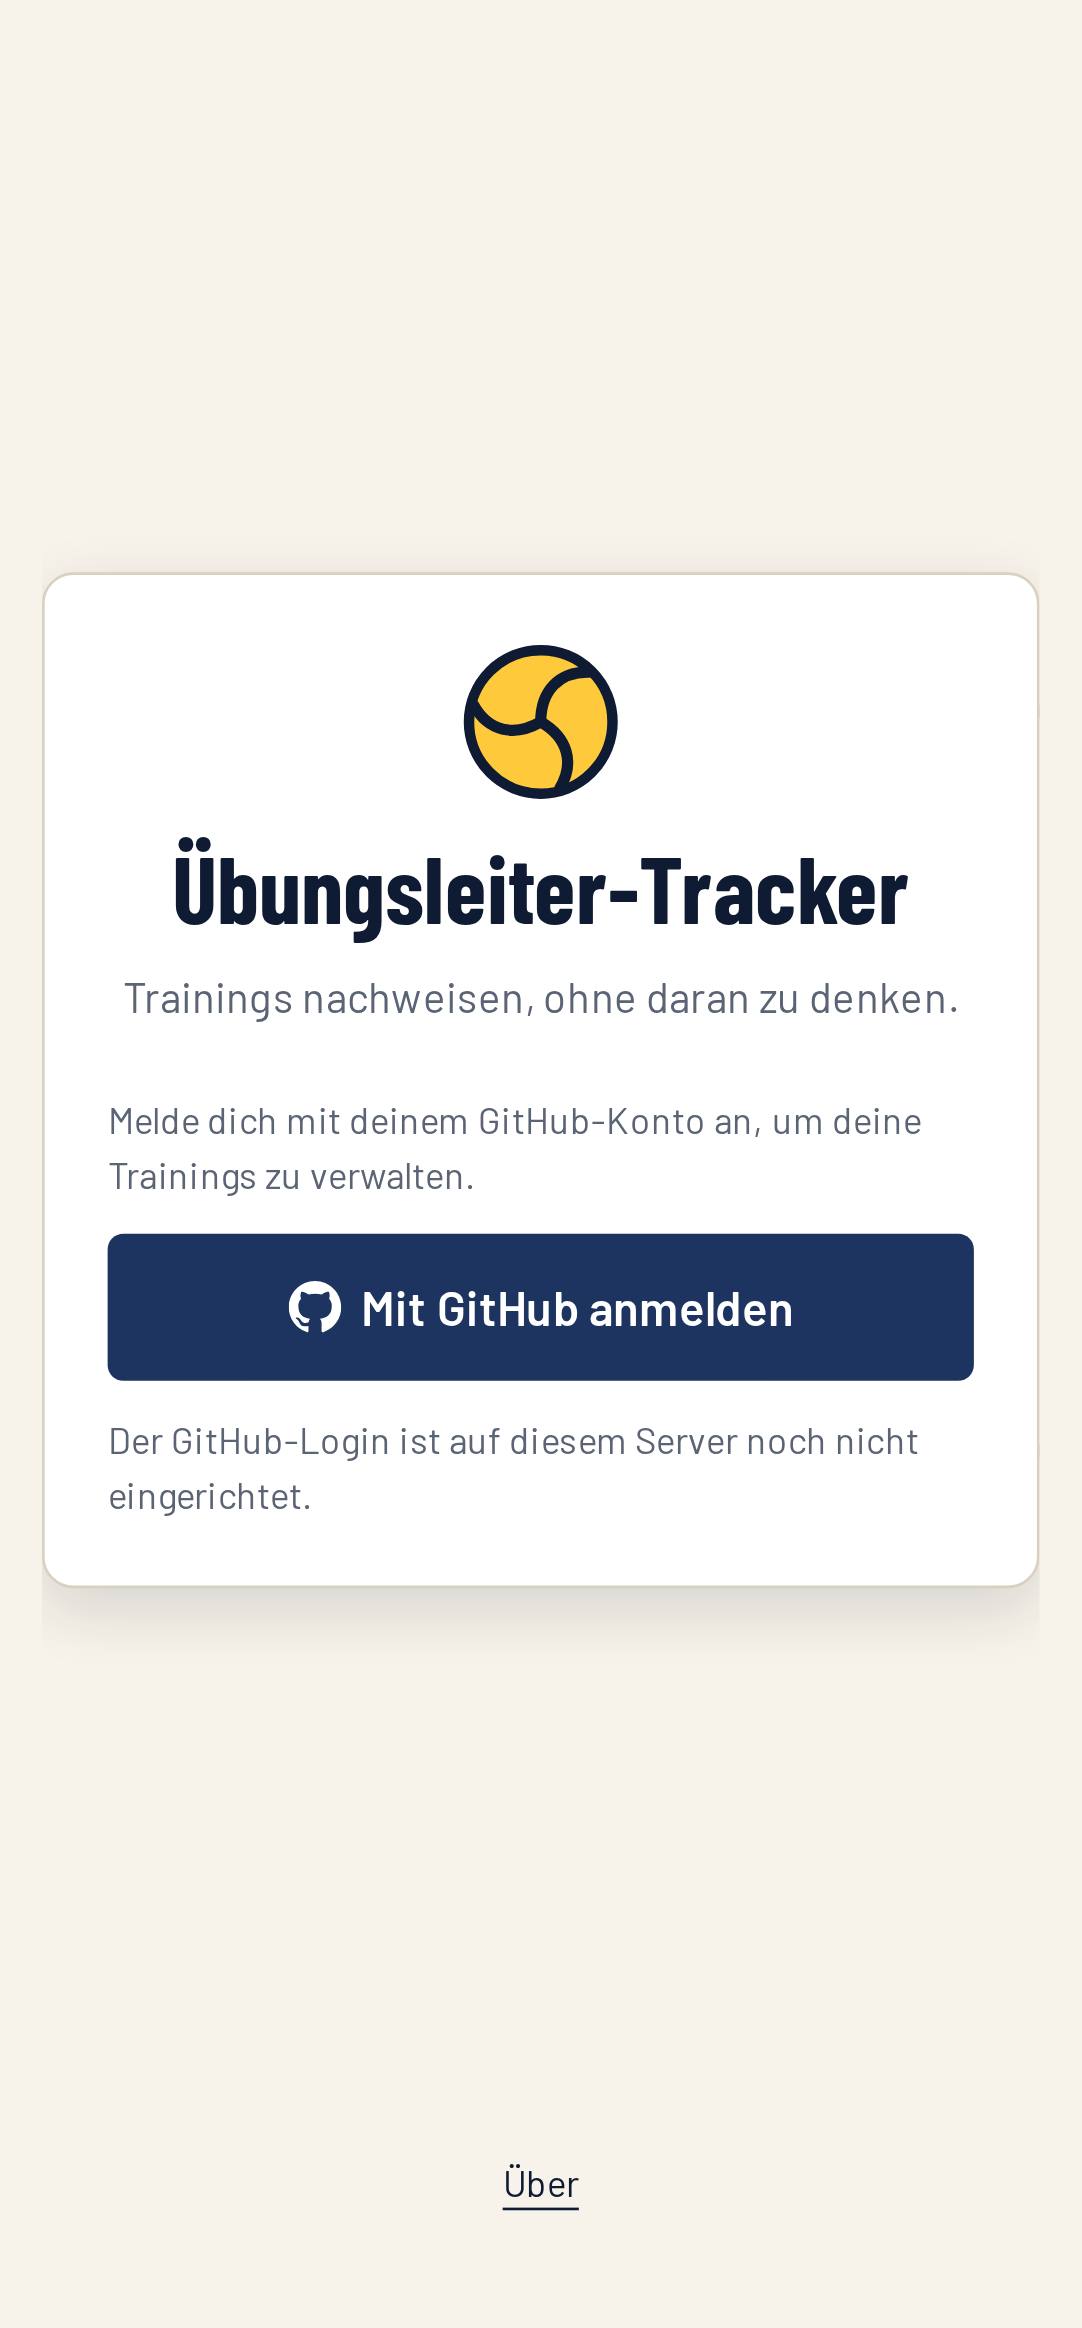 Übungsleiter-Tracker
Trainings nachweisen, ohne daran zu denken.
Melde dich mit deinem GitHub-Konto an, um deine
Trainings zu verwalten.
Mit GitHub anmelden
Der GitHub-Login ist auf diesem Server noch nicht
eingerichtet.
Über